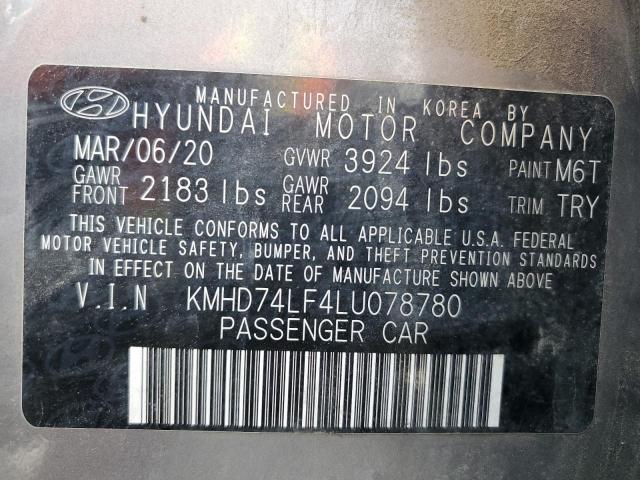 MANUFACTURED IN KOREA BY
HYUNDAI MOTOR COMPANY
MAR/06/20 GVWR 3924 lbs PAINT M6T
GAWR FRONT 2183 lbs GAWR REAR 2094 lbs TRIM TRY
THIS VEHICLE CONFORMS TO ALL APPLICABLE U.S.A. FEDERAL
MOTOR VEHICLE SAFETY, BUMPER, AND THEFT PREVENTION STANDARDS
IN EFFECT ON THE DATE OF MANUFACTURE SHOWN ABOVE
V.I.N KMHD74LF4LU078780
PASSENGER CAR